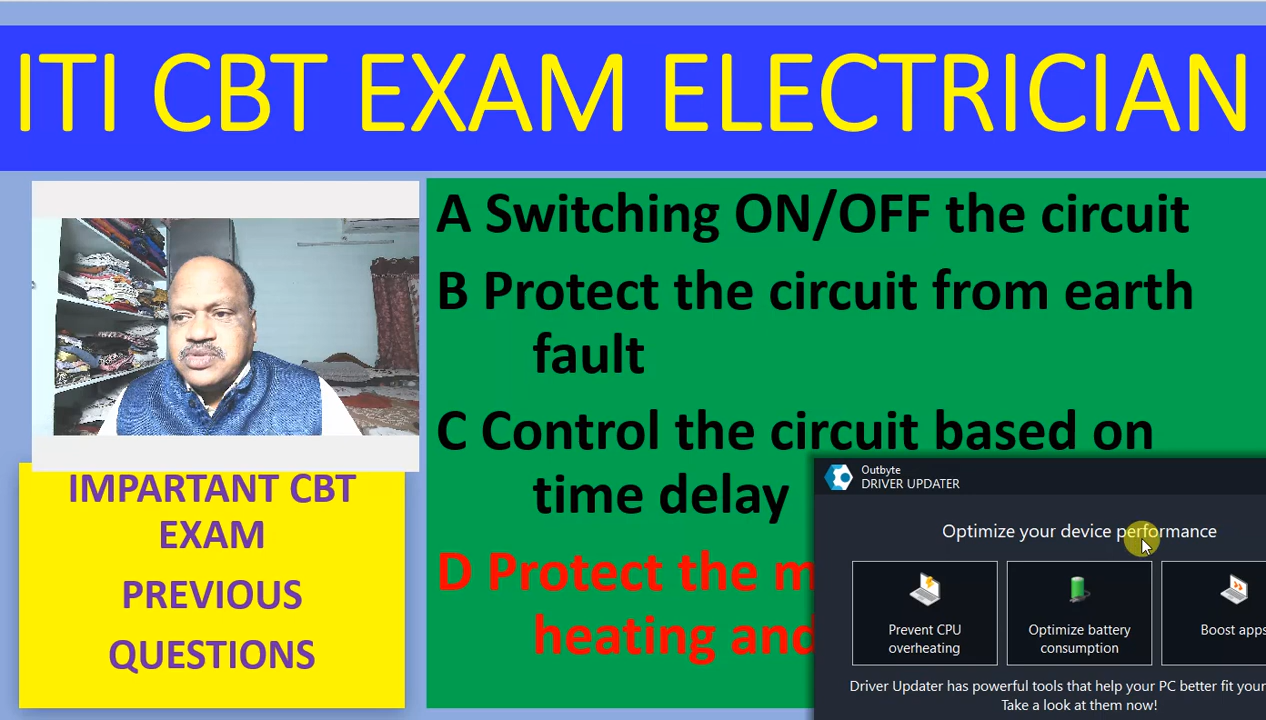 ITI CBT EXAM ELECTRICIAN
A Switching ON/OFF the circuit
B Protect the circuit from earth
fault
C Control the circuit based on
time delay
D Protect the
heating and
IMPARTANT CBT
EXAM
PREVIOUS
QUESTIONS
Outbyte
DRIVER UPDATER
Optimize your device performance
Prevent CPU
overheating
Optimize battery
consumption
Boost apps
Driver Updater has powerful tools that help your PC better fit your
Take a look at them now!